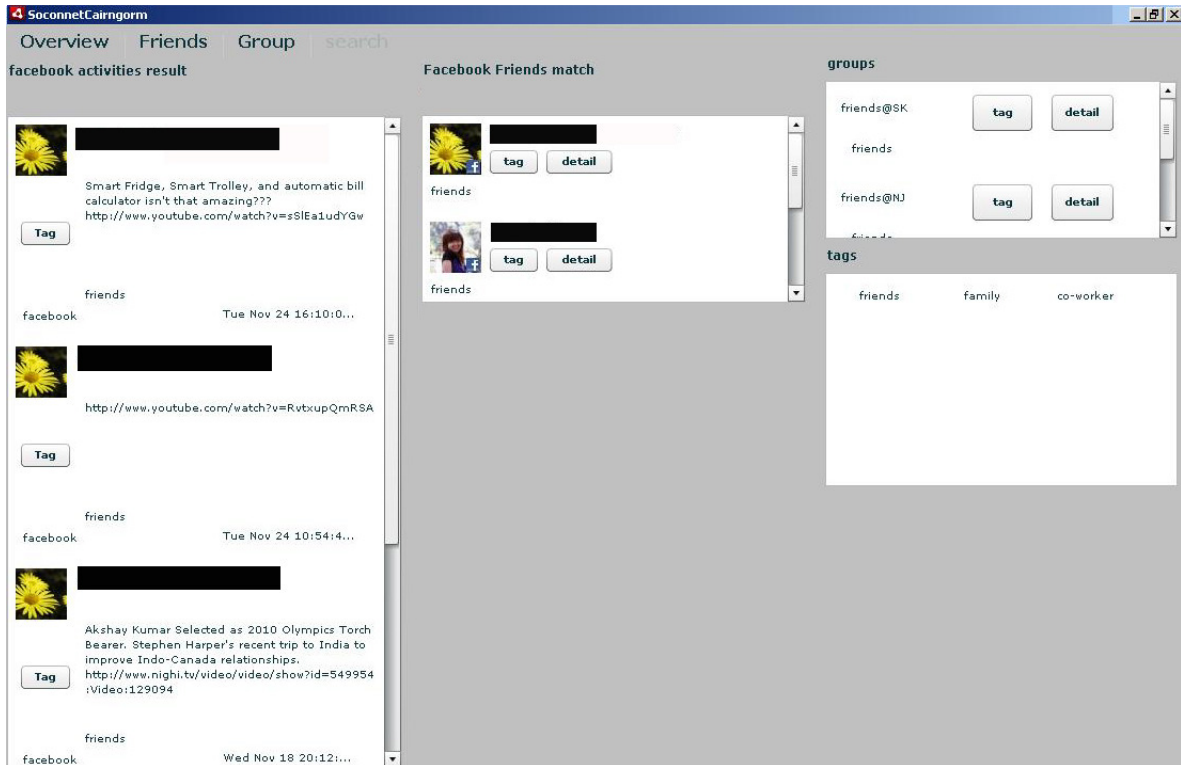 SoconnetCairngorm
Overview Friends Group search
facebook activities result
Smart Fridge, Smart Trolley, and automatic bill
calculator isn't that amazing???
http://www.youtube.com/watch?v=sSlEa1udYGw
Tag
friends
facebook Tue Nov 24 16:10:0...
http://www.youtube.com/watch?v=RvtxupQmRSA
Tag
friends
facebook Tue Nov 24 10:54:4...
Akshay Kumar Selected as 2010 Olympics Torch
Bearer. Stephen Harper's recent trip to India to
improve Indo-Canada relationships.
http://www.nighi.tv/video/video/show?id=549954
:Video:129094
Tag
friends
facebook Wed Nov 18 20:12:...
Facebook Friends match
tag detail
friends
tag detail
friends
groups
friends@SK tag detail
friends
friends@NJ tag detail
friends
tags
friends family co-worker